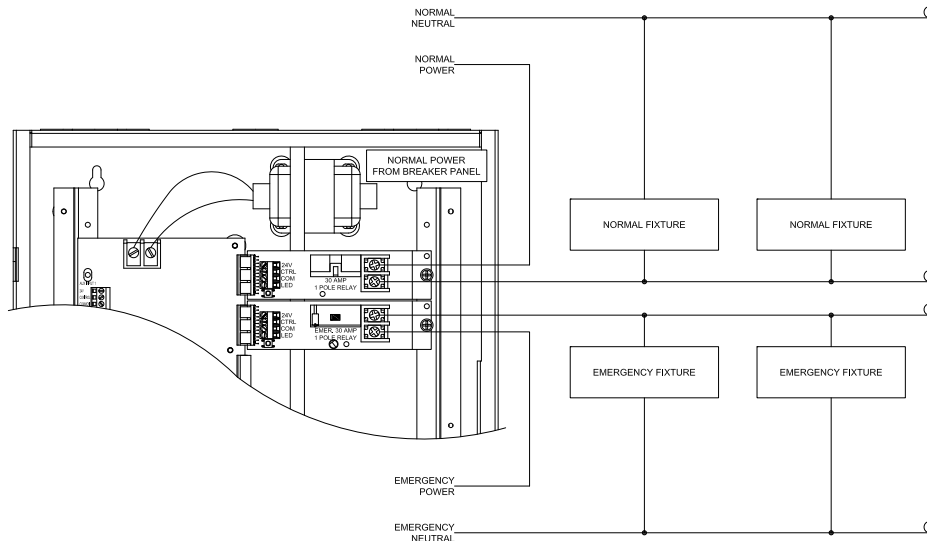 NORMAL
NEUTRAL
NORMAL
POWER
NORMAL POWER
FROM BREAKER PANEL
NORMAL FIXTURE
NORMAL FIXTURE
24V
CTRL
COM
LED
30 AMP
1 POLE RELAY
24V
CTRL
COM
LED
EMER. 30 AMP
1 POLE RELAY
EMERGENCY FIXTURE
EMERGENCY FIXTURE
EMERGENCY
POWER
EMERGENCY
NEUTRAL